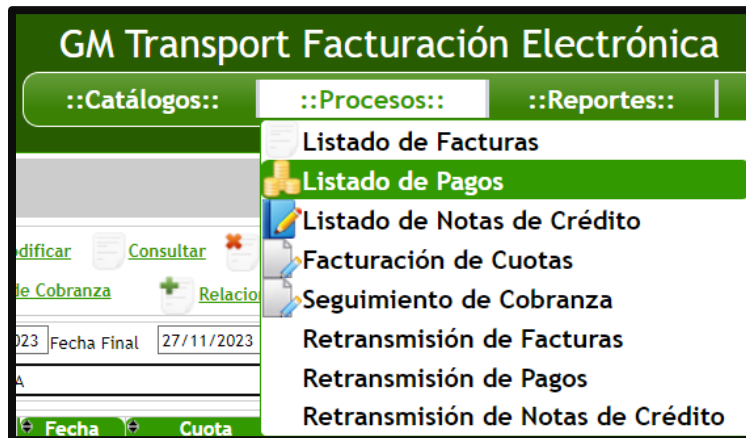 GM Transport Facturación Electrónica
::Catálogos:: ::Procesos:: ::Reportes::
Listado de Facturas
Listado de Pagos
Listado de Notas de Crédito
dificar Consultar
Facturación de Cuotas
de Cobranza Relacio
Seguimiento de Cobranza
023 Fecha Final 27/11/2023
Retransmisión de Facturas
A
Retransmisión de Pagos
Fecha Cuota
Retransmisión de Notas de Crédito